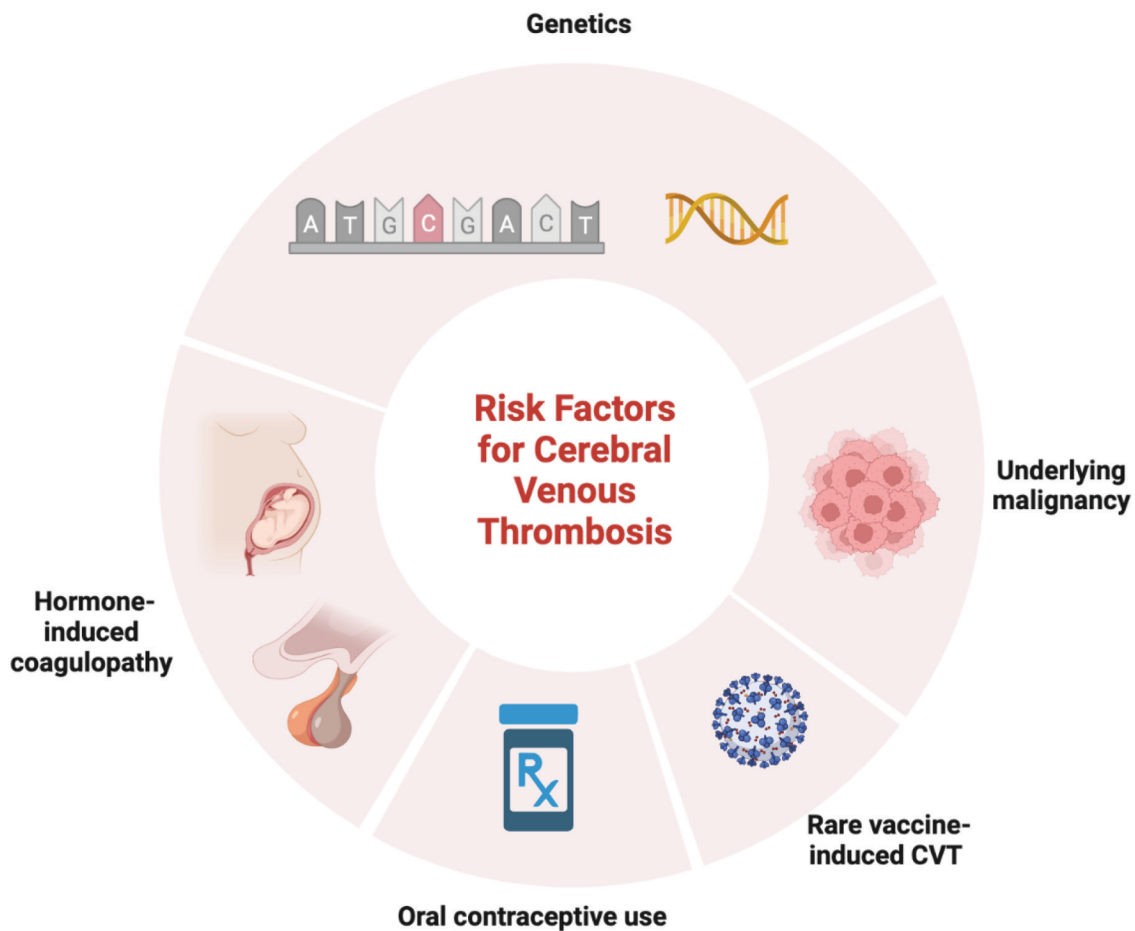 Genetics
A T G C G A C T
Risk Factors
for Cerebral
Venous
Thrombosis
Underlying
malignancy
Hormone-
induced
coagulopathy
Rx
Rare vaccine-
induced CVT
Oral contraceptive use